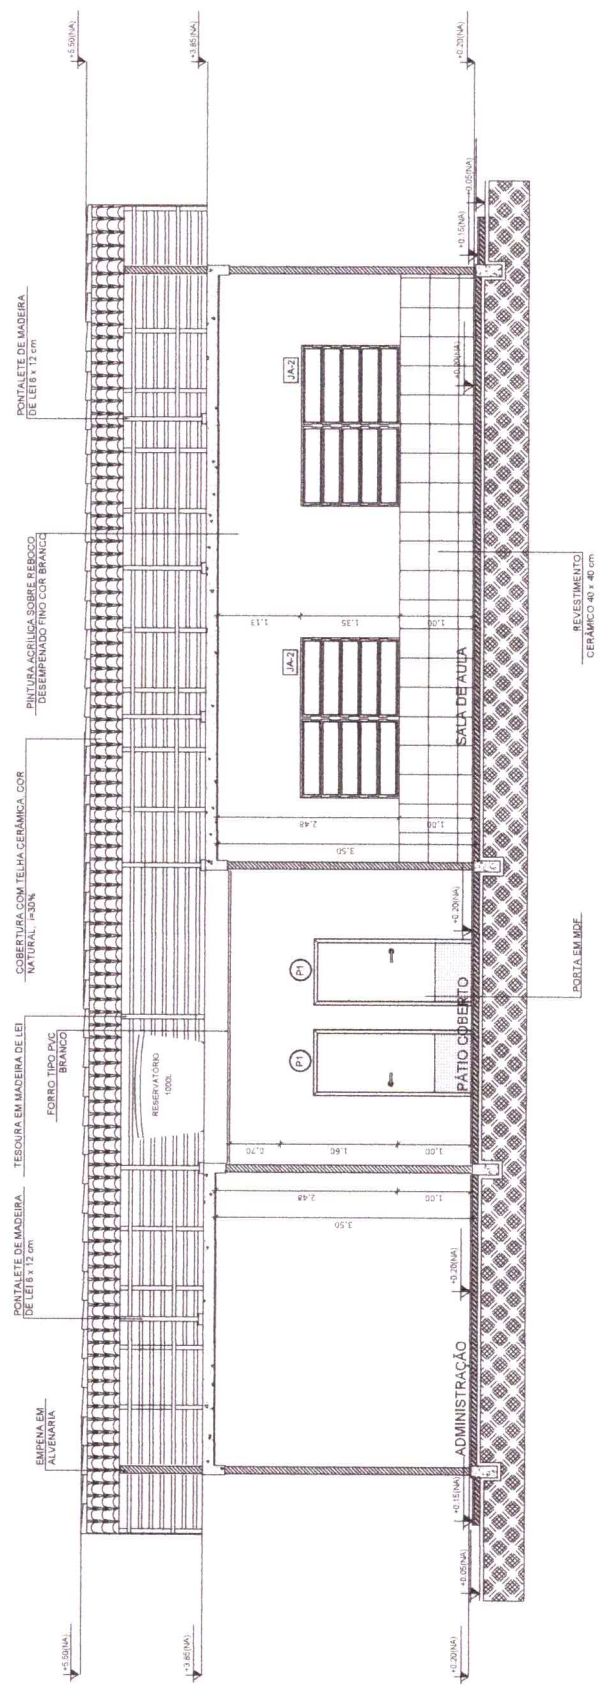 +5.50(NA)
+3.85(NA)
+0.20(NA)
+0.05(NA)
+0.15(NA)
EMPENA EM
ALVENARIA
PONTALETE DE MADEIRA
DE LEI 6 x 12 cm
TESOURA EM MADEIRA DE LEI
FORRO TIPO PVC
BRANCO
COBERTURA COM TELHA CERÂMICA, COR
NATURAL, i=30%
PINTURA ACRÍLICA SOBRE REBOCO
DESEMPENADO FINO COR BRANCO
PONTALETE DE MADEIRA
DE LEI 6 x 12 cm
+5.50(NA)
+3.85(NA)
+0.20(NA)
+0.15(NA)
+0.05(NA)
RESERVATÓRIO
1000L
ADMINISTRAÇÃO
+0.20(NA)
3.50
2.48
1.00
0.70
1.60
1.00
P1
P1
PÁTIO COBERTO
+0.20(NA)
PORTA EM MDF
3.50
2.48
1.00
JA-2
1.13
1.35
1.00
SALA DE AULA
JA-2
+0.20(NA)
REVESTIMENTO
CERÂMICO 40 x 40 cm